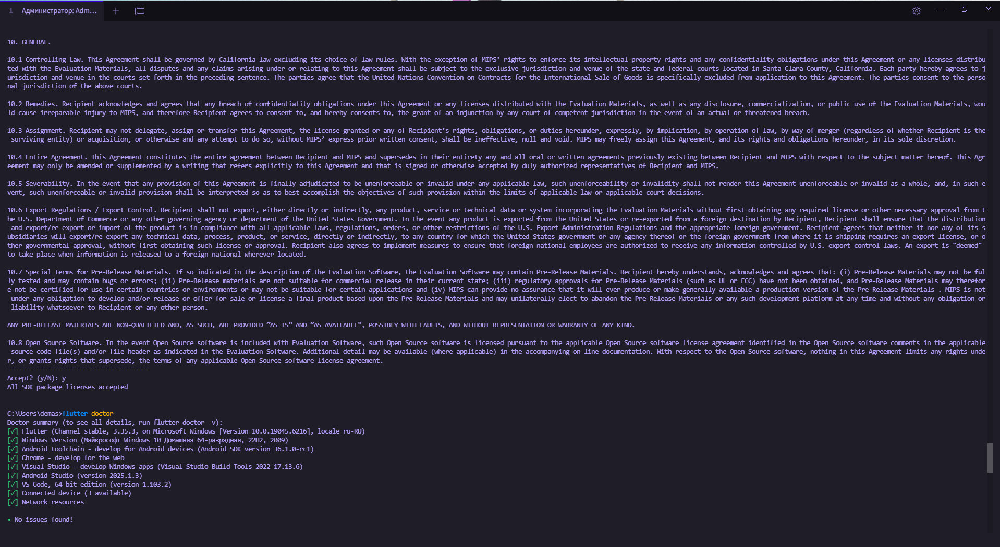 1 Администратор: Adm...
10. GENERAL.
10.1 Controlling Law. This Agreement shall be governed by California law excluding its choice of law rules. With the exception of MIPS’ rights to enforce its intellectual property rights and any confidentiality obligations under this Agreement or any licenses distribu
ted with the Evaluation Materials, all disputes and any claims arising under or relating to this Agreement shall be subject to the exclusive jurisdiction and venue of the state and federal courts located in Santa Clara County, California. Each party hereby agrees to j
urisdiction and venue in the courts set forth in the preceding sentence. The parties agree that the United Nations Convention on Contracts for the International Sale of Goods is specifically excluded from application to this Agreement. The parties consent to the perso
nal jurisdiction of the above courts.
10.2 Remedies. Recipient acknowledges and agrees that any breach of confidentiality obligations under this Agreement or any licenses distributed with the Evaluation Materials, as well as any disclosure, commercialization, or public use of the Evaluation Materials, wou
ld cause irreparable injury to MIPS, and therefore Recipient agrees to consent to, and hereby consents to, the grant of an injunction by any court of competent jurisdiction in the event of an actual or threatened breach.
10.3 Assignment. Recipient may not delegate, assign or transfer this Agreement, the license granted or any of Recipient’s rights, obligations, or duties hereunder, expressly, by implication, by operation of law, by way of merger (regardless of whether Recipient is the
surviving entity) or acquisition, or otherwise and any attempt to do so, without MIPS’ express prior written consent, shall be ineffective, null and void. MIPS may freely assign this Agreement, and its rights and obligations hereunder, in its sole discretion.
10.4 Entire Agreement. This Agreement constitutes the entire agreement between Recipient and MIPS and supersedes in their entirety any and all oral or written agreements previously existing between Recipient and MIPS with respect to the subject matter hereof. This Agr
eement may only be amended or supplemented by a writing that refers explicitly to this Agreement and that is signed or otherwise accepted by duly authorized representatives of Recipient and MIPS.
10.5 Severability. In the event that any provision of this Agreement is finally adjudicated to be unenforceable or invalid under any applicable law, such unenforceability or invalidity shall not render this Agreement unenforceable or invalid as a whole, and, in such e
vent, such unenforceable or invalid provision shall be interpreted so as to best accomplish the objectives of such provision within the limits of applicable law or applicable court decisions.
10.6 Export Regulations / Export Control. Recipient shall not export, either directly or indirectly, any product, service or technical data or system incorporating the Evaluation Materials without first obtaining any required license or other necessary approval from t
he U.S. Department of Commerce or any other governing agency or department of the United States Government. In the event any product is exported from the United States or re-exported from a foreign destination by Recipient, Recipient shall ensure that the distribution
and export/re-export or import of the product is in compliance with all applicable laws, regulations, orders, or other restrictions of the U.S. Export Administration Regulations and the appropriate foreign government. Recipient agrees that neither it nor any of its s
ubsidiaries will export/re-export any technical data, process, product, or service, directly or indirectly, to any country for which the United States government or any agency thereof or the foreign government from where it is shipping requires an export license, or o
ther governmental approval, without first obtaining such license or approval. Recipient also agrees to implement measures to ensure that foreign national employees are authorized to receive any information controlled by U.S. export control laws. An export is "deemed"
to take place when information is released to a foreign national wherever located.
10.7 Special Terms for Pre-Release Materials. If so indicated in the description of the Evaluation Software, the Evaluation Software may contain Pre-Release Materials. Recipient hereby understands, acknowledges and agrees that: (i) Pre-Release Materials may not be ful
ly tested and may contain bugs or errors; (ii) Pre-Release materials are not suitable for commercial release in their current state; (iii) regulatory approvals for Pre-Release Materials (such as UL or FCC) have not been obtained, and Pre-Release Materials may therefor
e not be certified for use in certain countries or environments or may not be suitable for certain applications and (iv) MIPS can provide no assurance that it will ever produce or make generally available a production version of the Pre-Release Materials . MIPS is not
under any obligation to develop and/or release or offer for sale or license a final product based upon the Pre-Release Materials and may unilaterally elect to abandon the Pre-Release Materials or any such development platform at any time and without any obligation or
liability whatsoever to Recipient or any other person.
ANY PRE-RELEASE MATERIALS ARE NON-QUALIFIED AND, AS SUCH, ARE PROVIDED “AS IS” AND “AS AVAILABLE”, POSSIBLY WITH FAULTS, AND WITHOUT REPRESENTATION OR WARRANTY OF ANY KIND.
10.8 Open Source Software. In the event Open Source software is included with Evaluation Software, such Open Source software is licensed pursuant to the applicable Open Source software license agreement identified in the Open Source software comments in the applicable
source code file(s) and/or file header as indicated in the Evaluation Software. Additional detail may be available (where applicable) in the accompanying on-line documentation. With respect to the Open Source software, nothing in this Agreement limits any rights unde
r, or grants rights that supersede, the terms of any applicable Open Source software license agreement.
---------------------------------------
Accept? (y/N): y
All SDK package licenses accepted
C:\Users\demas>flutter doctor
Doctor summary (to see all details, run flutter doctor -v):
[√] Flutter (Channel stable, 3.35.3, on Microsoft Windows [Version 10.0.19045.6216], locale ru-RU)
[√] Windows Version (Майкрософт Windows 10 Домашняя 64-разрядная, 22H2, 2009)
[√] Android toolchain - develop for Android devices (Android SDK version 36.1.0-rc1)
[√] Chrome - develop for the web
[√] Visual Studio - develop Windows apps (Visual Studio Build Tools 2022 17.13.6)
[√] Android Studio (version 2025.1.3)
[√] VS Code, 64-bit edition (version 1.103.2)
[√] Connected device (3 available)
[√] Network resources
• No issues found!